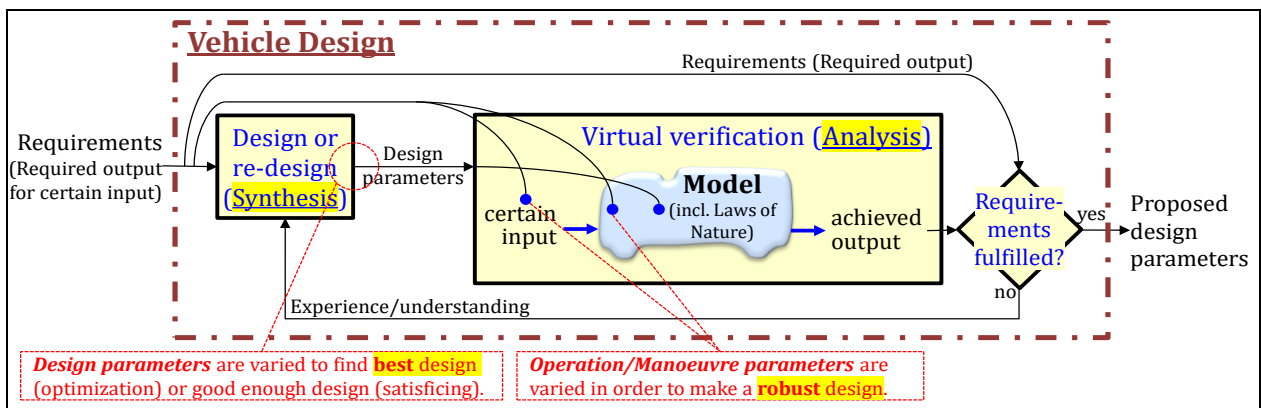 Vehicle Design
Requirements (Required output)
Requirements
(Required output
for certain input)
Design or
re-design
(Synthesis)
Design
parameters
Virtual verification (Analysis)
Model
(incl. Laws of
Nature)
certain
input
achieved
output
Require-
ments
fulfilled?
yes
no
Proposed
design
parameters
Experience/understanding
Design parameters are varied to find best design
(optimization) or good enough design (satisficing).
Operation/Manoeuvre parameters are
varied in order to make a robust design.